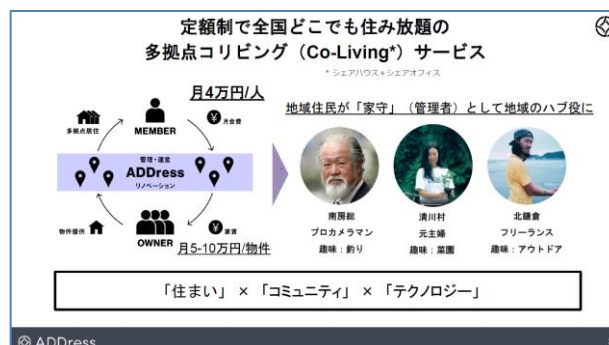 定額制で全国どこでも住み放題の
多拠点コリビング（Co-Living*）サービス
* シェアハウス+シェアオフィス
月4万円/人
多拠点居住
MEMBER
¥ 月会費
管理・運営
ADDress
リノベーション
物件提供
OWNER
¥ 家賃
月5-10万円/物件
地域住民が「家守」（管理者）として地域のハブ役に
南房総
プロカメラマン
趣味：釣り
清川村
元主婦
趣味：菜園
北鎌倉
フリーランス
趣味：アウトドア
「住まい」 × 「コミュニティ」 × 「テクノロジー」
ADDress